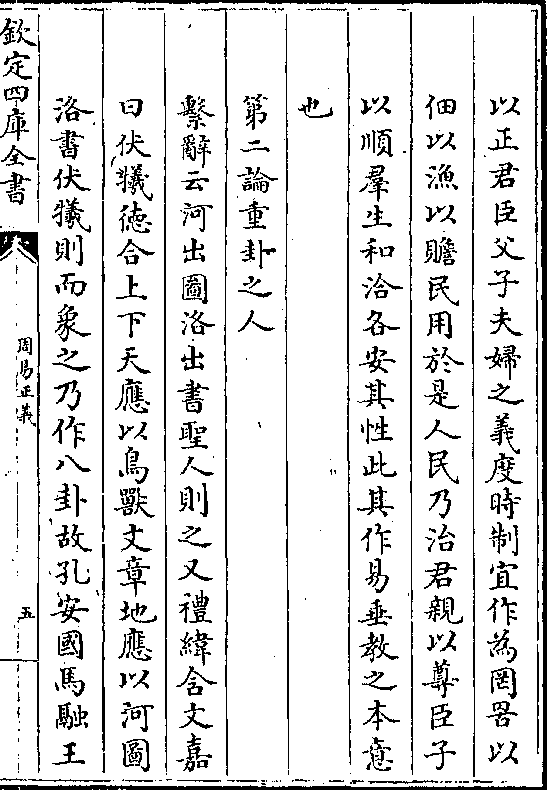 以正君臣父子夫婦之義度時制宜作為罔罟以
佃以漁以贍民用於是人民乃治君親以尊臣子
以順羣生和洽各安其性此其作易垂教之本意
也
第二論重卦之人
繫辭云河出圖洛出書聖人則之又禮緯含文嘉
曰伏犧德合上下天應以鳥獸文章地應以河圖
洛書伏犧則而象之乃作八卦故孔安國馬融王
欽定四庫全書
周易正義
五